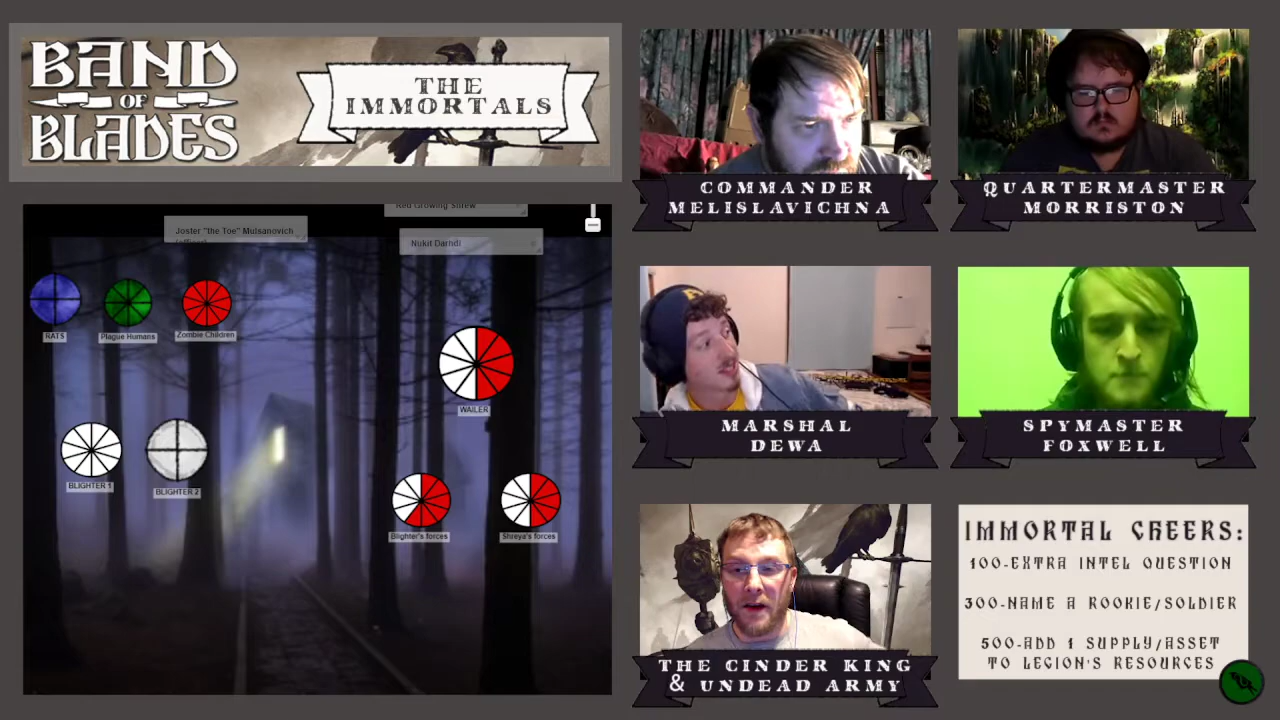 BAND
OF
BLADES
THE
IMMORTALS
Red Growing Shrew
Joster "the Toe" Mulsanovich
(officer)
Nukit Darhdi
RATS
Plague Humans
Zombie Children
WAILER
BLIGHTER 1
BLIGHTER 2
Blighter's forces
Shreya's forces
COMMANDER
MELISLAVICHNA
QUARTERMASTER
MORRISTON
MARSHAL
DEWA
SPYMASTER
FOXWELL
THE CINDER KING
& UNDEAD ARMY
IMMORTAL CHEERS:
100-EXTRA INTEL QUESTION
300-NAME A ROOKIE/SOLDIER
500-ADD 1 SUPPLY/ASSET
TO LEGION'S RESOURCES